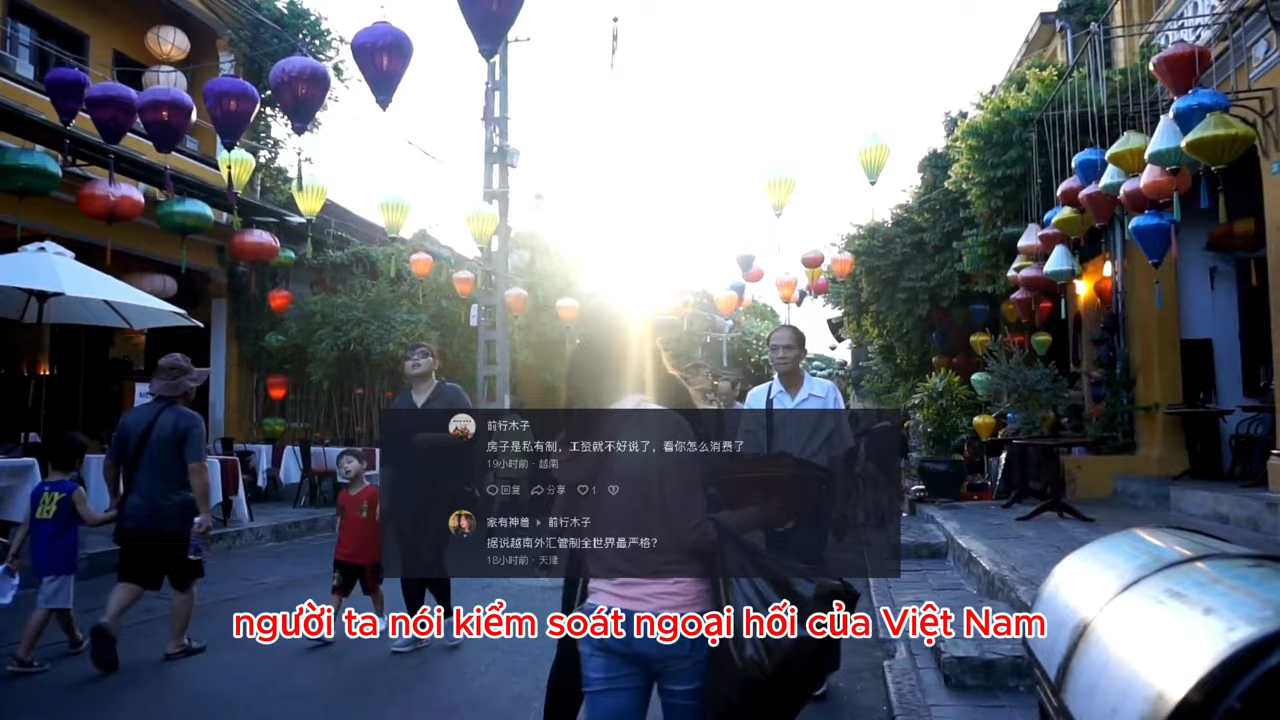 NY
前行木子
房子是私有制，工资就不好说了，看你怎么消费了
19小时前 · 越南
回复 分享 1
家有神兽 ▸ 前行木子
据说越南外汇管制全世界最严格?
18小时前 · 天津
người ta nói kiểm soát ngoại hối của Việt Nam